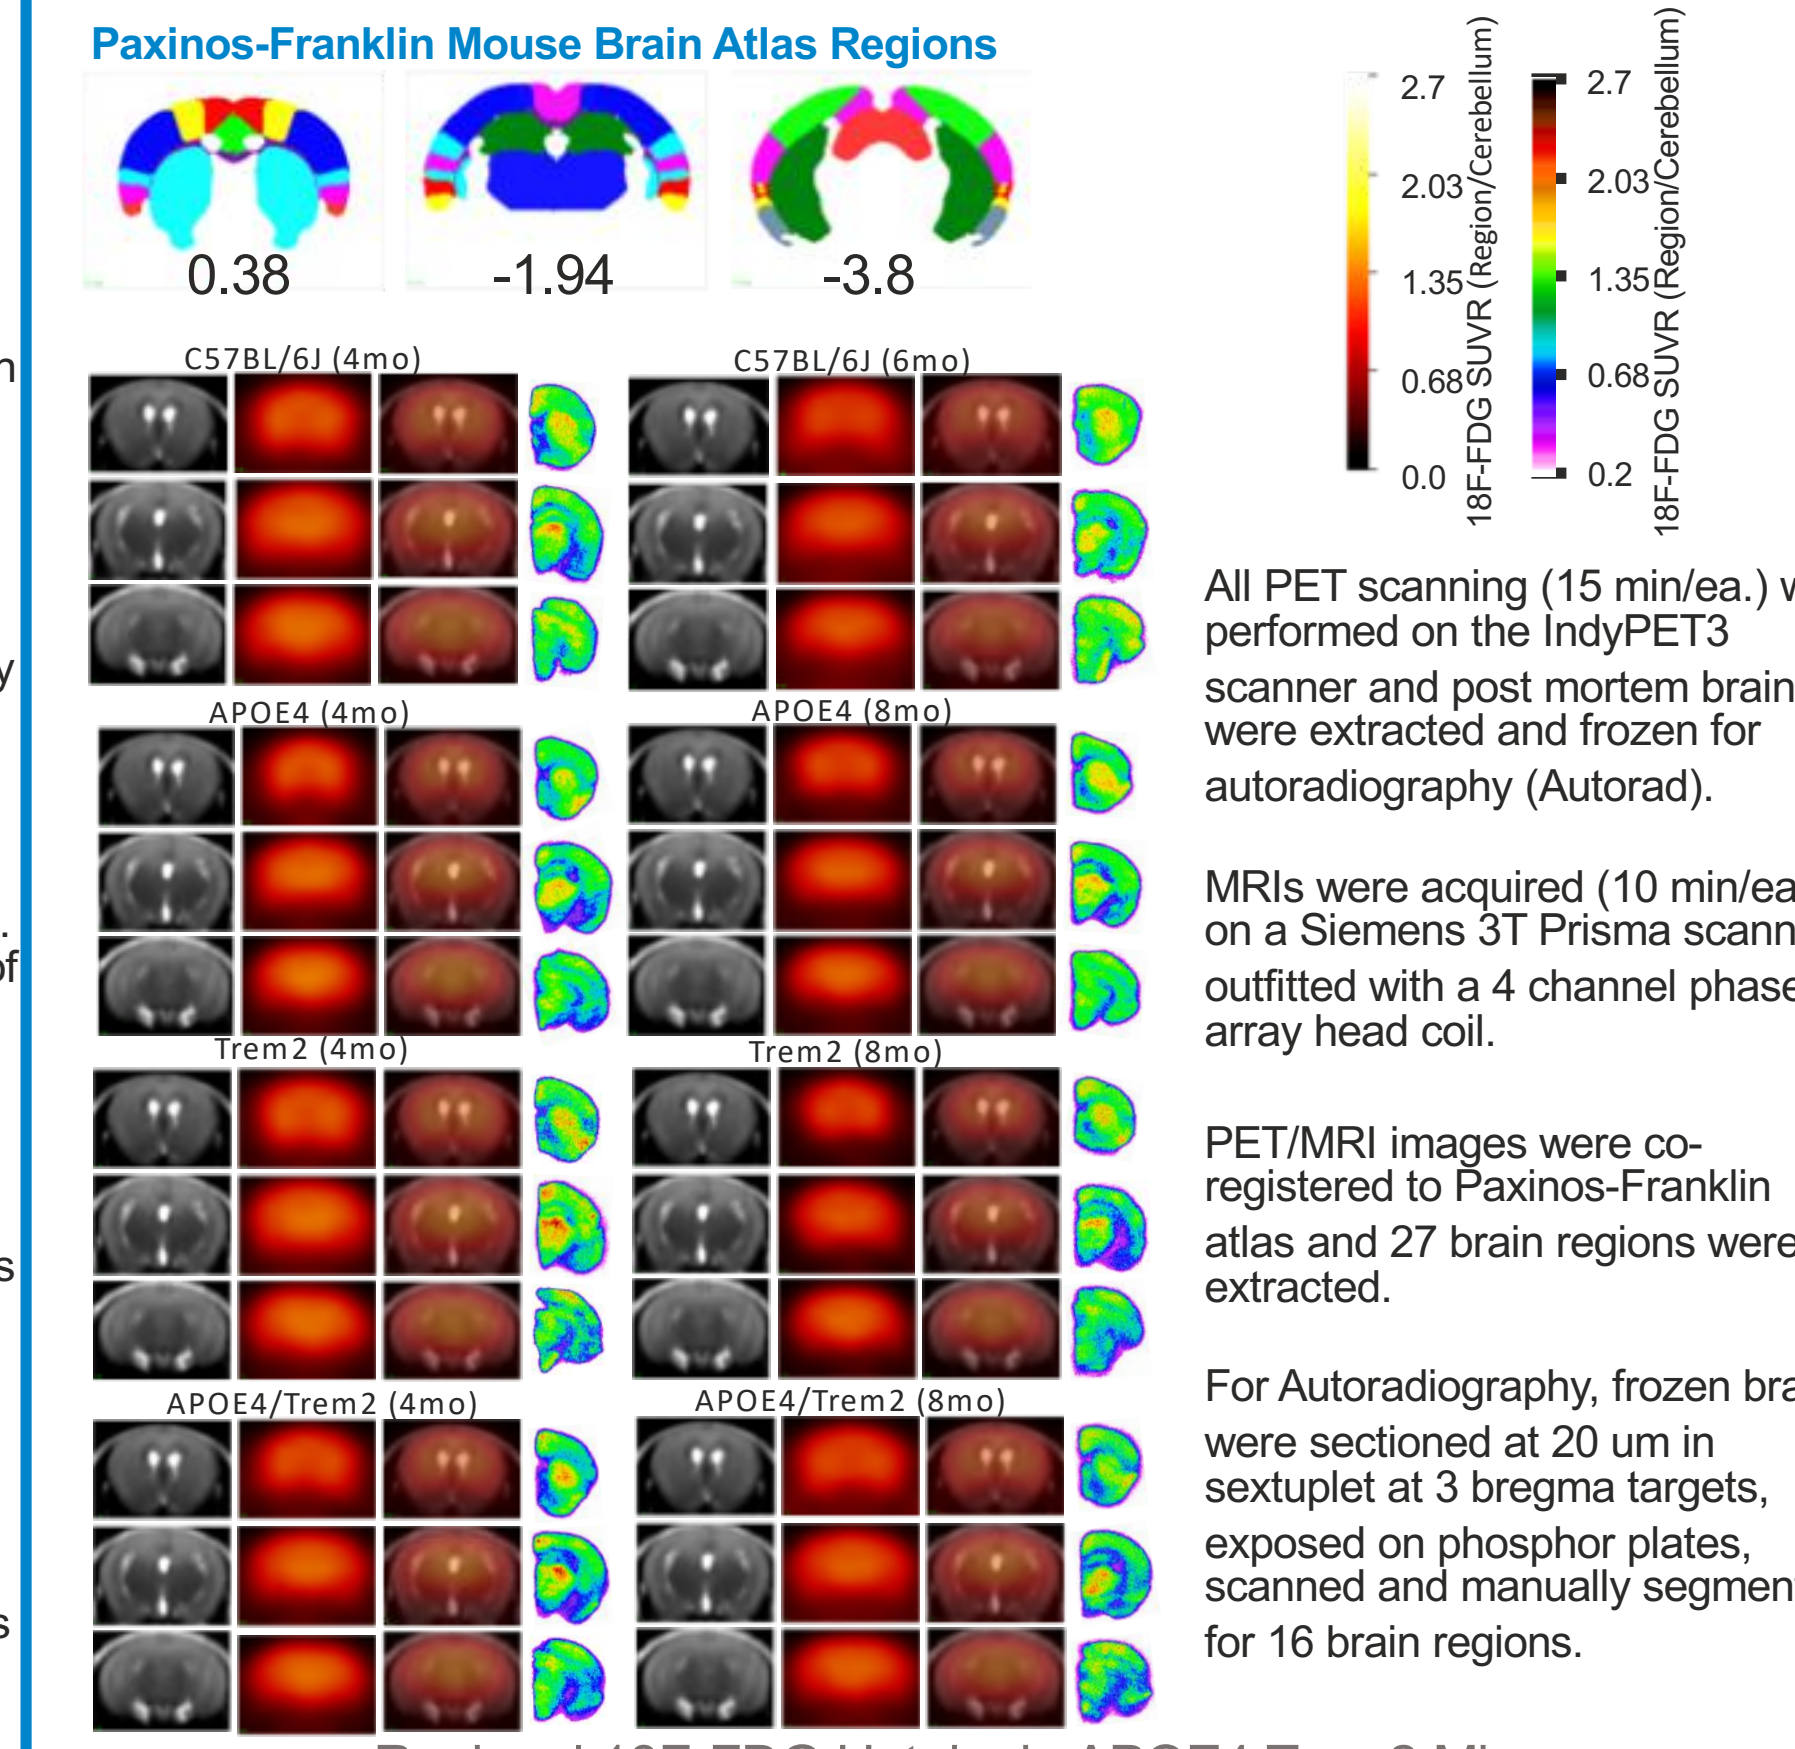 Paxinos-Franklin Mouse Brain Atlas Regions
0.38
-1.94
-3.8
C57BL/6J (4mo)
C57BL/6J (6mo)
APOE4 (4mo)
APOE4 (8mo)
Trem2 (4mo)
Trem2 (8mo)
APOE4/Trem2 (4mo)
APOE4/Trem2 (8mo)
2.7
2.03
1.35
0.68
0.0
18F-FDG SUVR (Region/Cerebellum)
2.7
2.03
1.35
0.68
0.2
18F-FDG SUVR (Region/Cerebellum)
All PET scanning (15 min/ea.) w
performed on the IndyPET3
scanner and post mortem brain
were extracted and frozen for
autoradiography (Autorad).
MRIs were acquired (10 min/ea
on a Siemens 3T Prisma scann
outfitted with a 4 channel phase
array head coil.
PET/MRI images were co-
registered to Paxinos-Franklin
atlas and 27 brain regions were
extracted.
For Autoradiography, frozen bra
were sectioned at 20 um in
sextuplet at 3 bregma targets,
exposed on phosphor plates,
scanned and manually segment
for 16 brain regions.